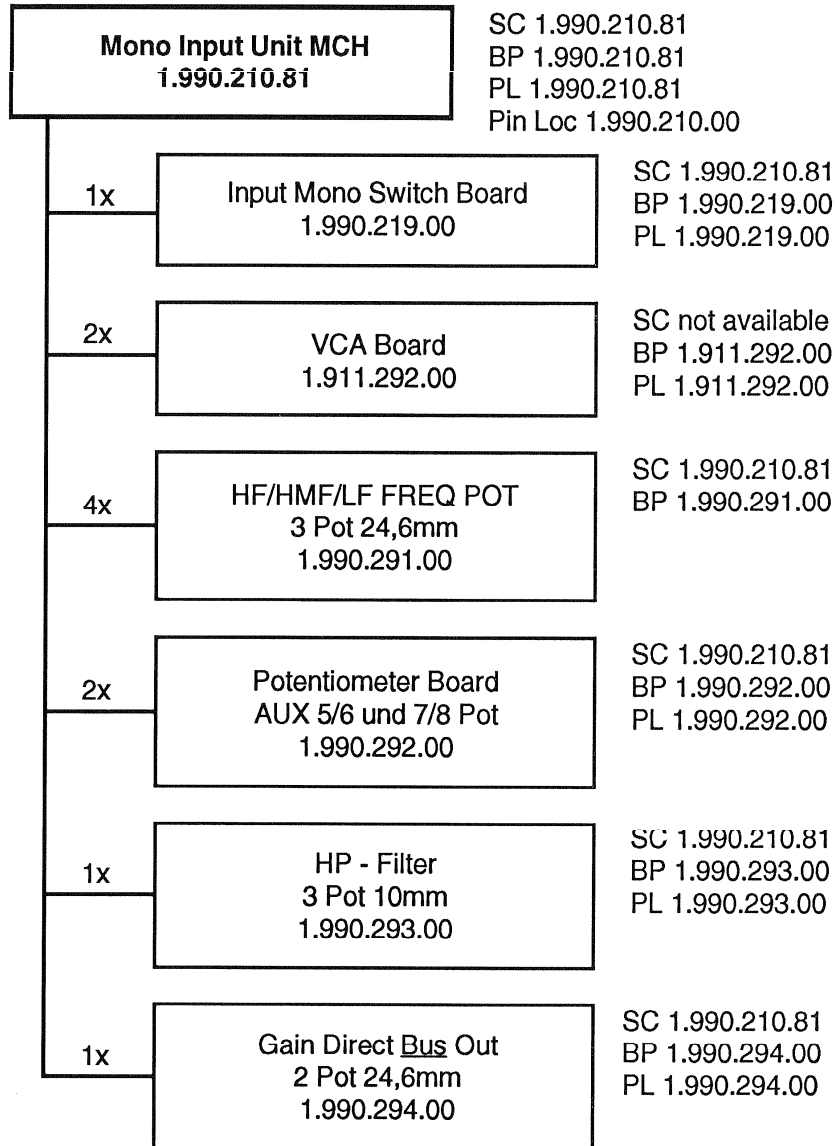 Mono Input Unit MCH
1.990.210.81
SC 1.990.210.81
BP 1.990.210.81
PL 1.990.210.81
Pin Loc 1.990.210.00
1x
Input Mono Switch Board
1.990.219.00
SC 1.990.210.81
BP 1.990.219.00
PL 1.990.219.00
2x
VCA Board
1.911.292.00
SC not available
BP 1.911.292.00
PL 1.911.292.00
4x
HF/HMF/LF FREQ POT
3 Pot 24,6mm
1.990.291.00
SC 1.990.210.81
BP 1.990.291.00
2x
Potentiometer Board
AUX 5/6 und 7/8 Pot
1.990.292.00
SC 1.990.210.81
BP 1.990.292.00
PL 1.990.292.00
1x
HP - Filter
3 Pot 10mm
1.990.293.00
SC 1.990.210.81
BP 1.990.293.00
PL 1.990.293.00
1x
Gain Direct Bus Out
2 Pot 24,6mm
1.990.294.00
SC 1.990.210.81
BP 1.990.294.00
PL 1.990.294.00